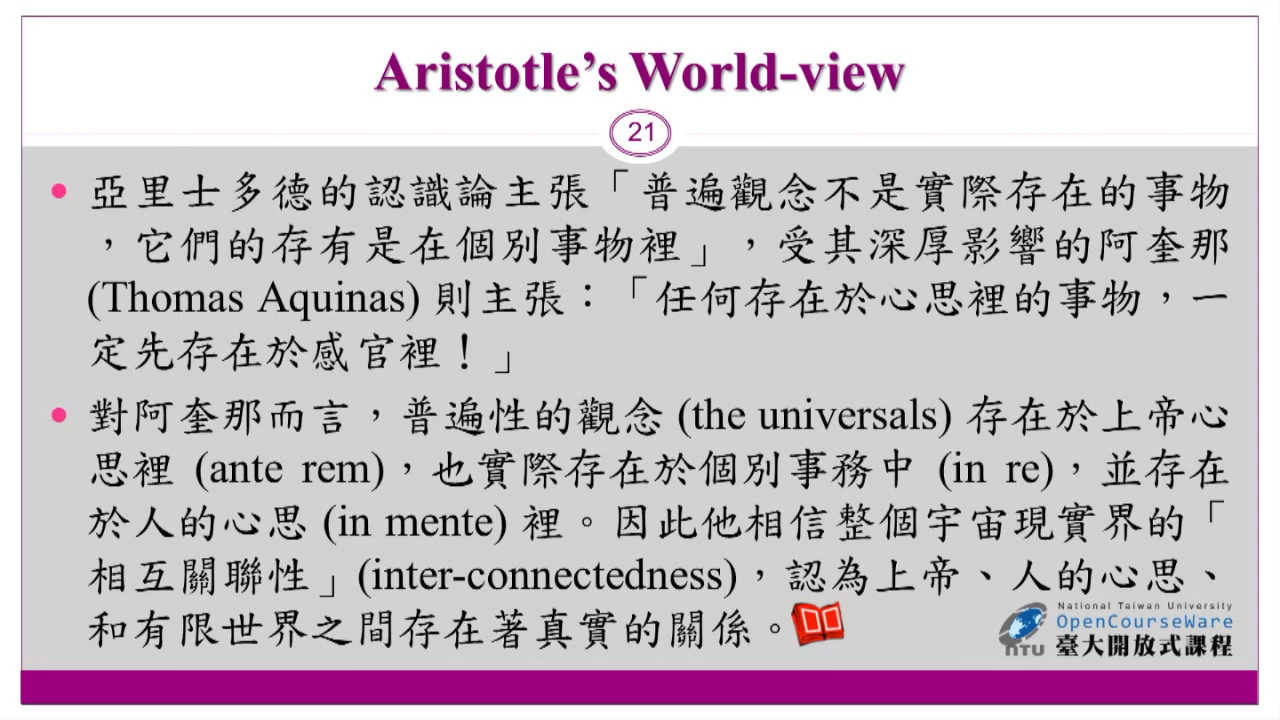 Aristotle's World-view
21
• 亞里士多德的認識論主張「普遍觀念不是實際存在的事物
，它們的存有是在個別事物裡」，受其深厚影響的阿奎那
(Thomas Aquinas) 則主張：「任何存在於心思裡的事物，一
定先存在於感官裡！」
• 對阿奎那而言，普遍性的觀念 (the universals) 存在於上帝心
思裡 (ante rem)，也實際存在於個別事務中 (in re)，並存在
於人的心思 (in mente) 裡。因此他相信整個宇宙現實界的「
相互關聯性」(inter-connectedness)，認為上帝、人的心思、
和有限世界之間存在著真實的關係。
National Taiwan University
OpenCourseWare
NTU 臺大開放式課程